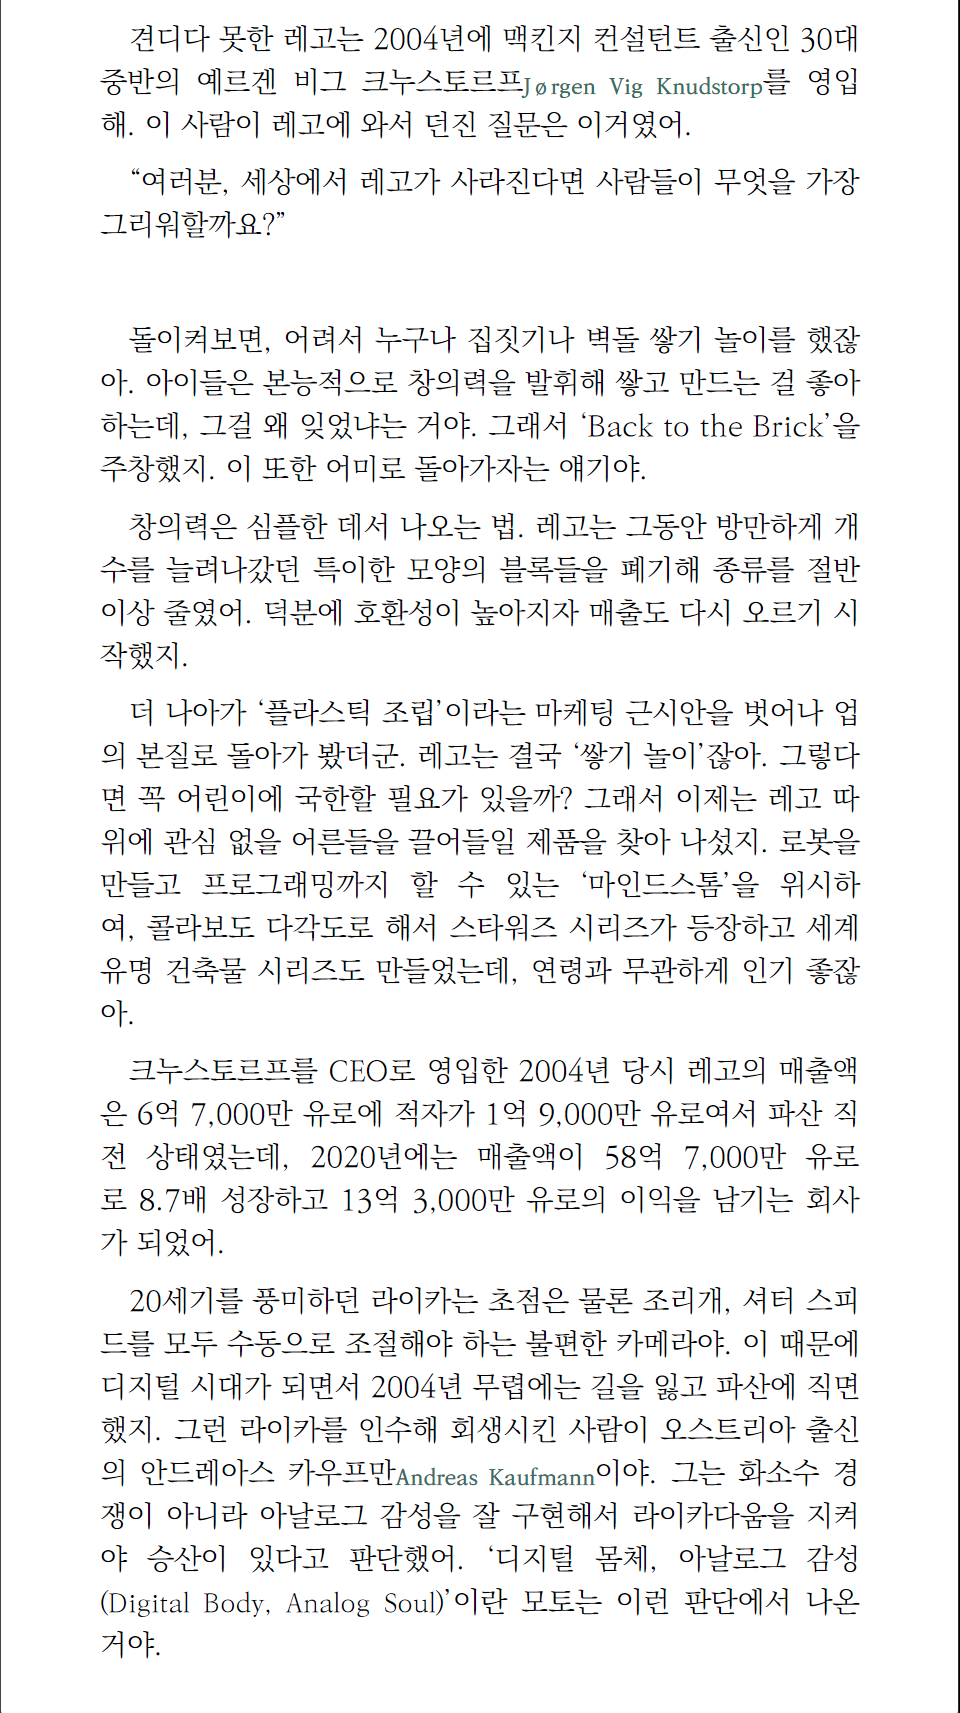 견디다 못한 레고는 2004년에 맥킨지 컨설턴트 출신인 30대
중반의 예르겐 비그 크누스토르프Jørgen Vig Knudstorp를 영입
해. 이 사람이 레고에 와서 던진 질문은 이거였어.
“여러분, 세상에서 레고가 사라진다면 사람들이 무엇을 가장
그리워할까요?”
돌이켜보면, 어려서 누구나 집짓기나 벽돌 쌓기 놀이를 했잖
아. 아이들은 본능적으로 창의력을 발휘해 쌓고 만드는 걸 좋아
하는데, 그걸 왜 잊었냐는 거야. 그래서 ‘Back to the Brick’을
주창했지. 이 또한 어미로 돌아가자는 얘기야.
창의력은 심플한 데서 나오는 법. 레고는 그동안 방만하게 개
수를 늘려나갔던 특이한 모양의 블록들을 폐기해 종류를 절반
이상 줄였어. 덕분에 호환성이 높아지자 매출도 다시 오르기 시
작했지.
더 나아가 ‘플라스틱 조립’이라는 마케팅 근시안을 벗어나 업
의 본질로 돌아가 봤더군. 레고는 결국 ‘쌓기 놀이’잖아. 그렇다
면 꼭 어린이에 국한할 필요가 있을까? 그래서 이제는 레고 따
위에 관심 없을 어른들을 끌어들일 제품을 찾아 나섰지. 로봇을
만들고 프로그래밍까지 할 수 있는 ‘마인드스톰’을 위시하
여, 콜라보도 다각도로 해서 스타워즈 시리즈가 등장하고 세계
유명 건축물 시리즈도 만들었는데, 연령과 무관하게 인기 좋잖
아.
크누스토르프를 CEO로 영입한 2004년 당시 레고의 매출액
은 6억 7,000만 유로에 적자가 1억 9,000만 유로여서 파산 직
전 상태였는데, 2020년에는 매출액이 58억 7,000만 유로
로 8.7배 성장하고 13억 3,000만 유로의 이익을 남기는 회사
가 되었어.
20세기를 풍미하던 라이카는 초점은 물론 조리개, 셔터 스피
드를 모두 수동으로 조절해야 하는 불편한 카메라야. 이 때문에
디지털 시대가 되면서 2004년 무렵에는 길을 잃고 파산에 직면
했지. 그런 라이카를 인수해 회생시킨 사람이 오스트리아 출신
의 안드레아스 카우프만Andreas Kaufmann이야. 그는 화소수 경
쟁이 아니라 아날로그 감성을 잘 구현해서 라이카다움을 지켜
야 승산이 있다고 판단했어. ‘디지털 몸체, 아날로그 감성
(Digital Body, Analog Soul)’이란 모토는 이런 판단에서 나온
거야.